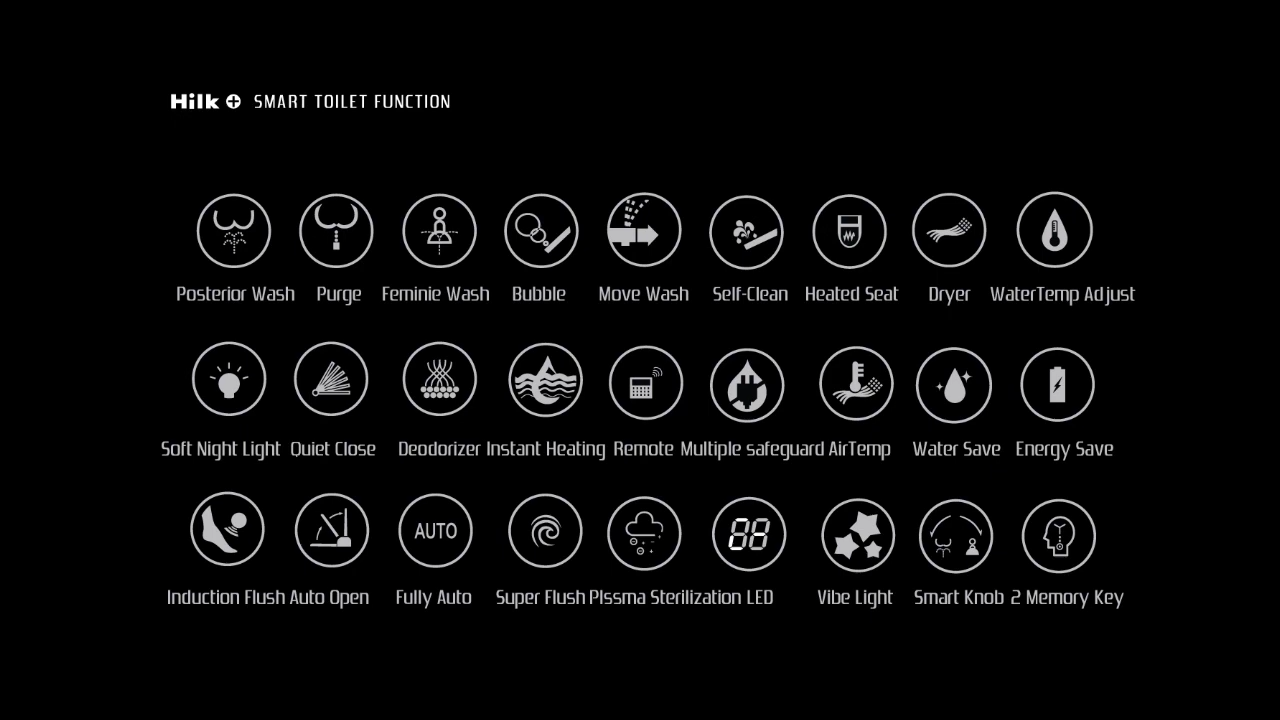 Hilk SMART TOILET FUNCTION
Posterior Wash Purge Feminie Wash Bubble Move Wash Self-Clean Heated Seat Dryer WaterTemp Adjust
Soft Night Light Quiet Close Deodorizer Instant Heating Remote Multiple safeguard AirTemp Water Save Energy Save
AUTO 88
Induction Flush Auto Open Fully Auto Super Flush Plssma Sterilization LED Vibe Light Smart Knob 2 Memory Key